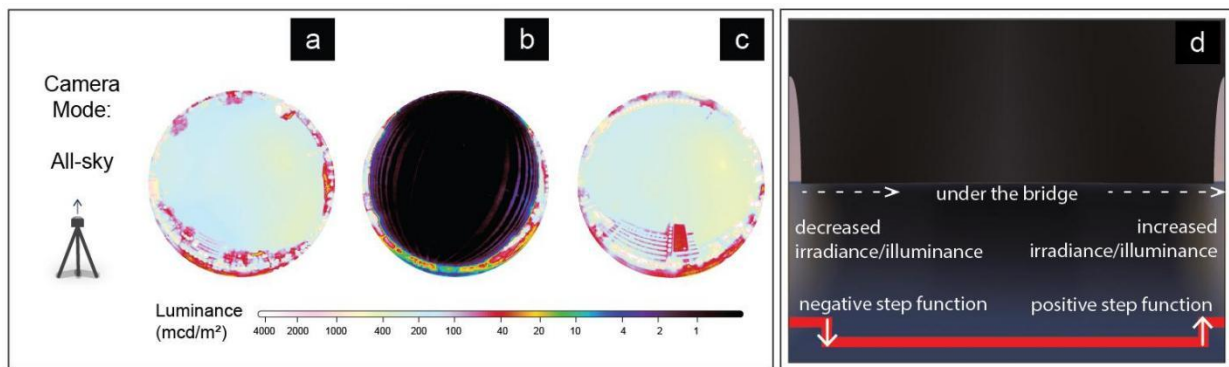 a
b
c
Camera
Mode:
All-sky
Luminance
(mcd/m²)
4000 2000 1000 400 200 100 40 20 10 4 2 1
d
under the bridge
decreased
irradiance/illuminance
increased
irradiance/illuminance
negative step function
positive step function